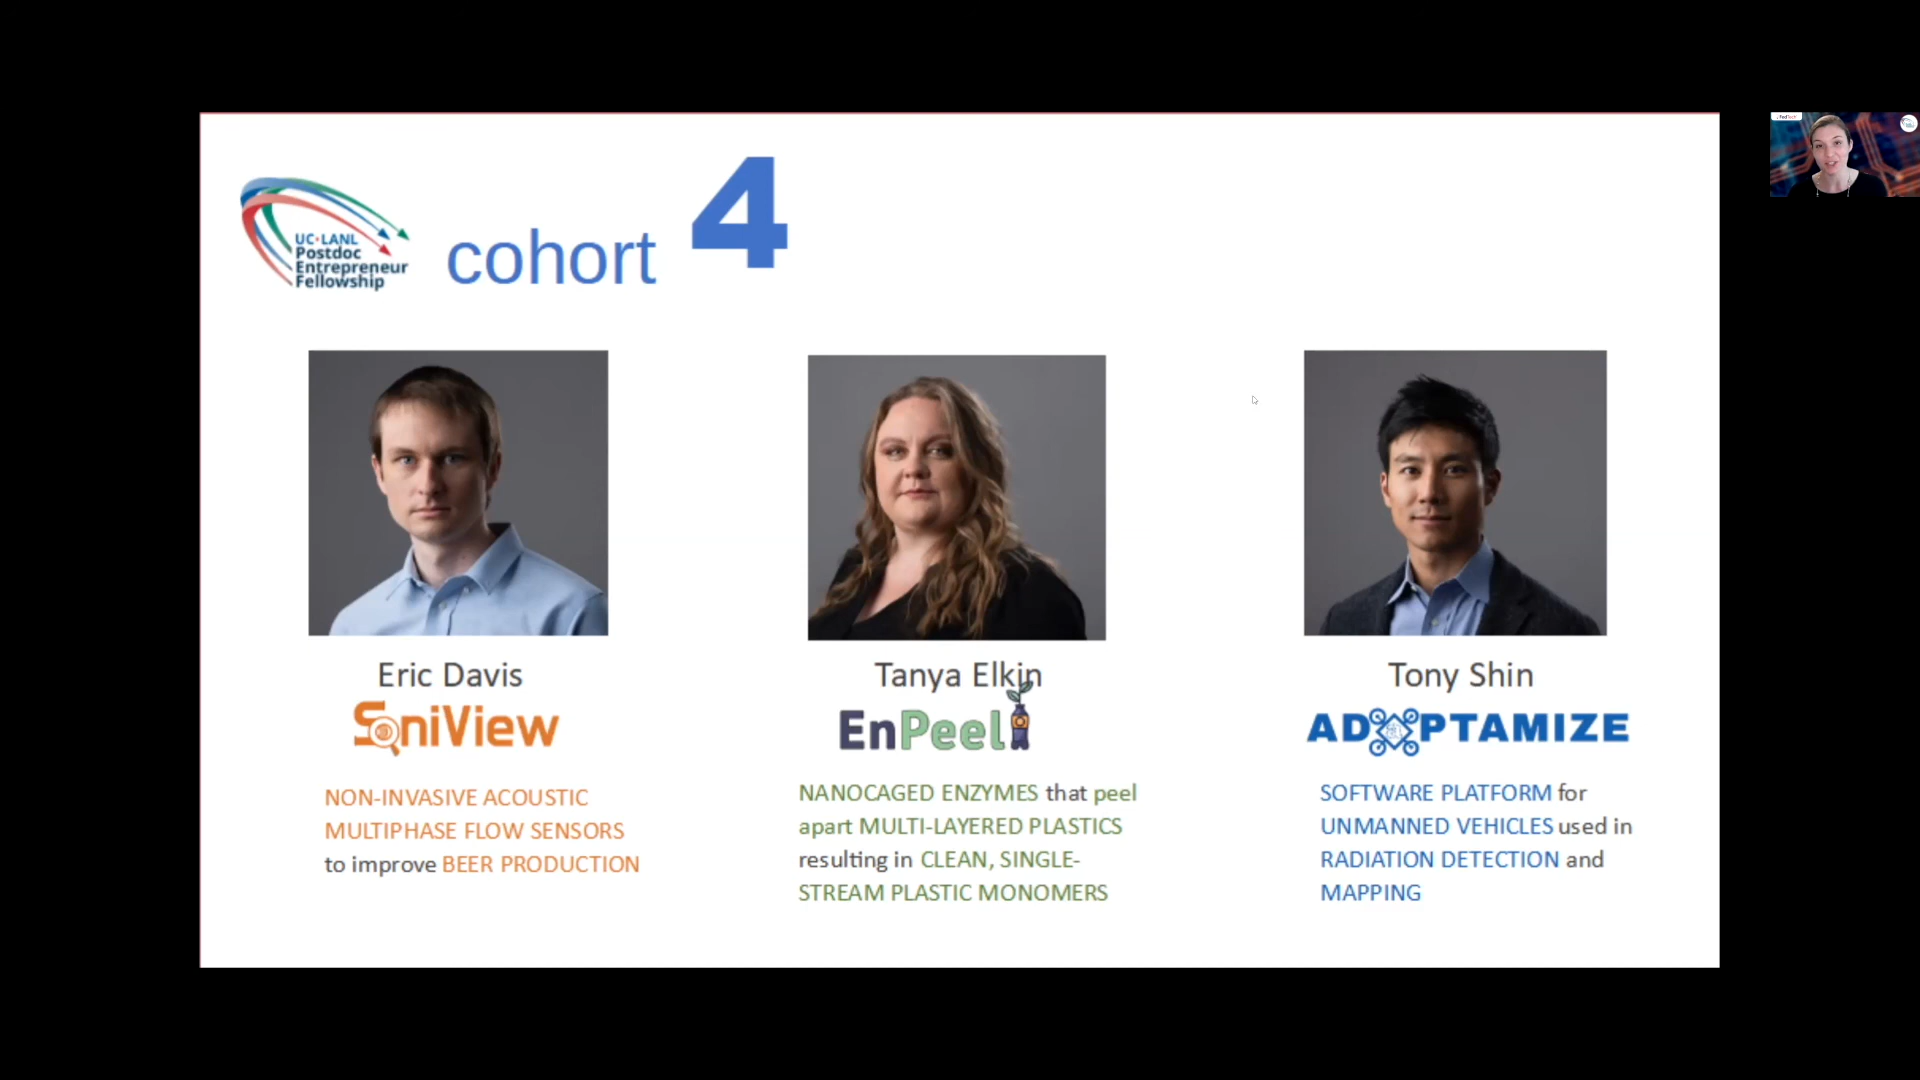 UC•LANL
Postdoc
Entrepreneur
Fellowship
cohort 4
Eric Davis
SoniView
NON-INVASIVE ACOUSTIC
MULTIPHASE FLOW SENSORS
to improve BEER PRODUCTION
Tanya Elkin
EnPeel
NANOCAGED ENZYMES that peel
apart MULTI-LAYERED PLASTICS
resulting in CLEAN, SINGLE-
STREAM PLASTIC MONOMERS
Tony Shin
ADOPTAMIZE
SOFTWARE PLATFORM for
UNMANNED VEHICLES used in
RADIATION DETECTION and
MAPPING
FedTech